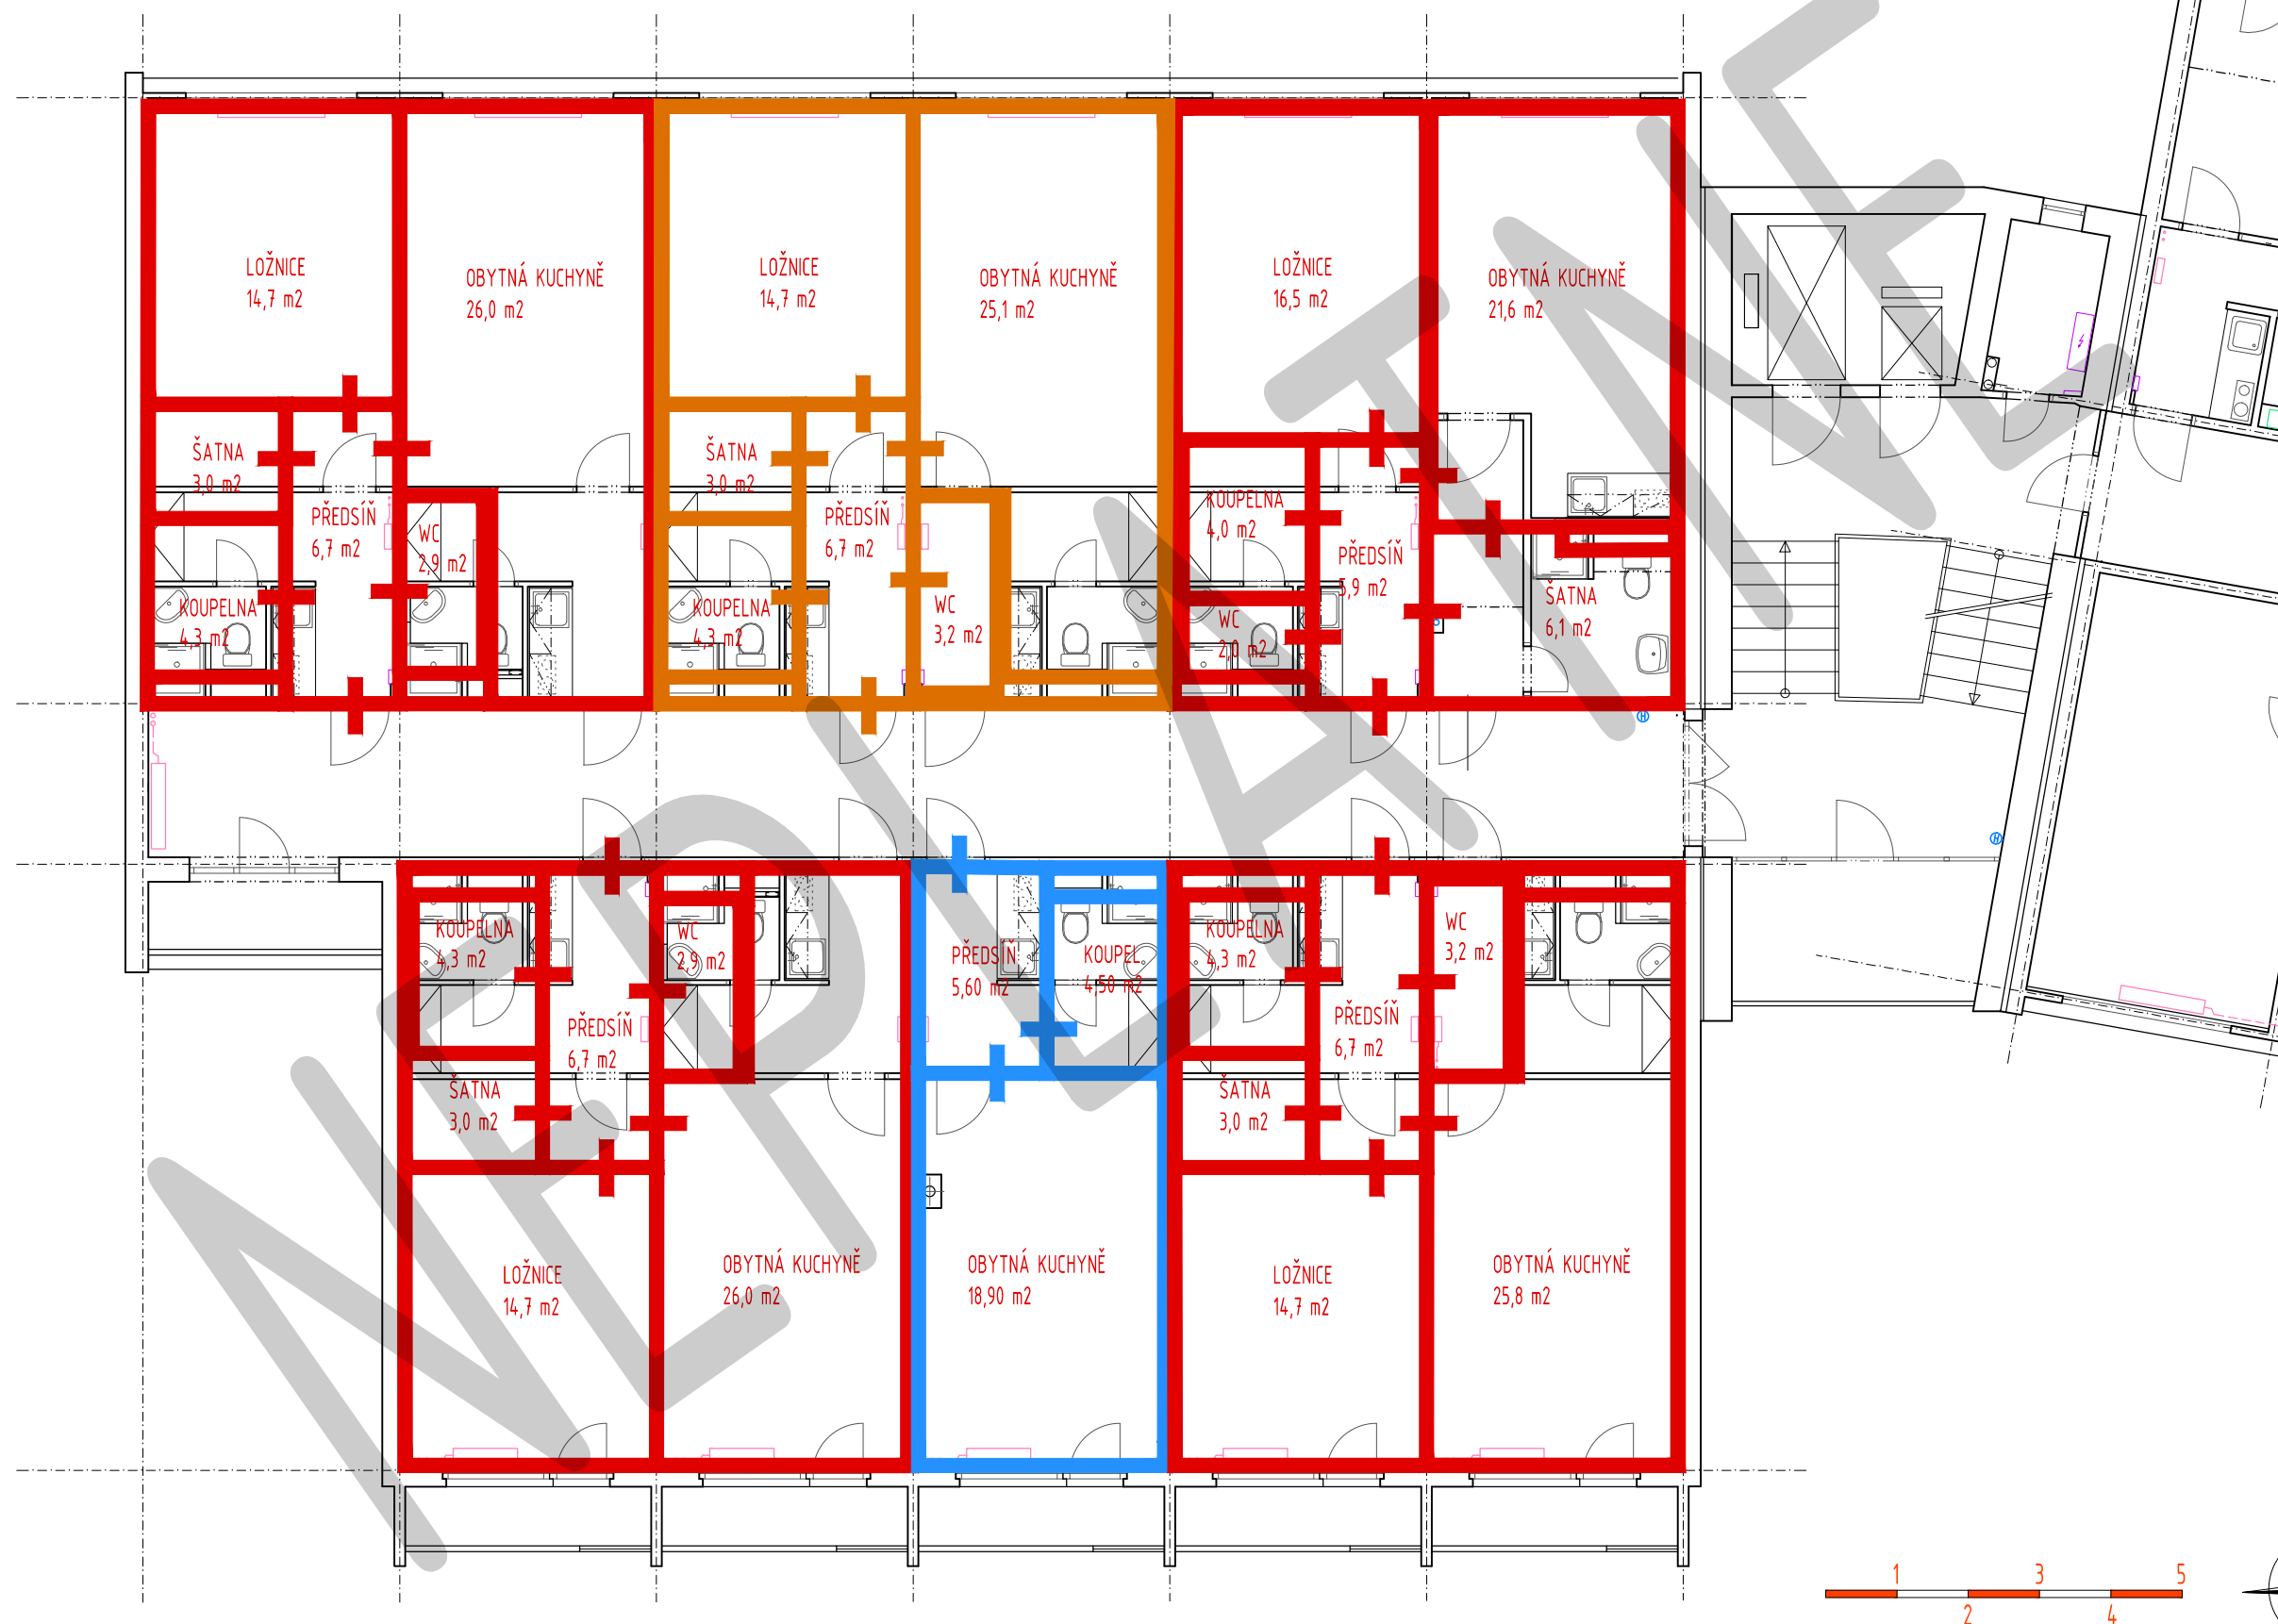 LOŽNICE
14,7 m2
OBYTNÁ KUCHYNĚ
26,0 m2
LOŽNICE
14,7 m2
OBYTNÁ KUCHYNĚ
25,1 m2
LOŽNICE
16,5 m2
OBYTNÁ KUCHYNĚ
21,6 m2
ŠATNA
3,0 m2
PŘEDSÍŇ
6,7 m2
WC
2,9 m2
KOUPELNA
4,3 m2
ŠATNA
3,0 m2
PŘEDSÍŇ
6,7 m2
WC
3,2 m2
KOUPELNA
4,3 m2
KOUPELNA
4,0 m2
PŘEDSÍŇ
5,9 m2
WC
2,0 m2
ŠATNA
6,1 m2
KOUPELNA
4,3 m2
WC
2,9 m2
PŘEDSÍŇ
6,7 m2
ŠATNA
3,0 m2
PŘEDSÍŇ
5,60 m2
KOUPEL
4,50 m2
KOUPELNA
4,3 m2
WC
3,2 m2
PŘEDSÍŇ
6,7 m2
ŠATNA
3,0 m2
LOŽNICE
14,7 m2
OBYTNÁ KUCHYNĚ
26,0 m2
OBYTNÁ KUCHYNĚ
18,90 m2
LOŽNICE
14,7 m2
OBYTNÁ KUCHYNĚ
25,8 m2
NEPLATNÉ
1 3 5
2 4